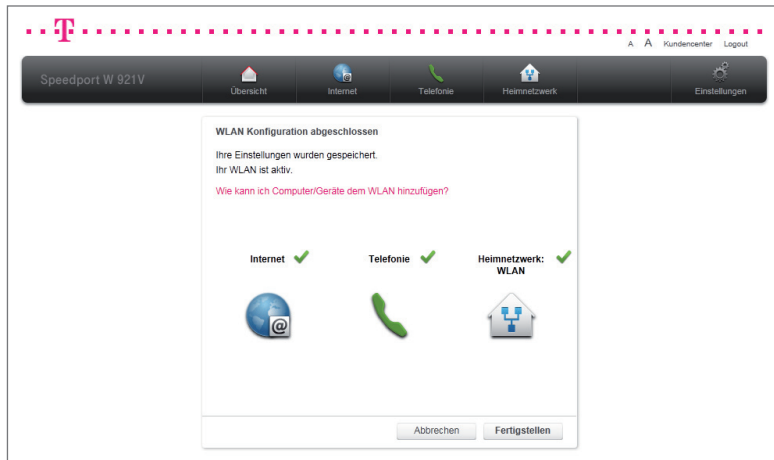 T
A A Kundencenter Logout
Speedport W 921V
Übersicht Internet Telefonie Heimnetzwerk Einstellungen
WLAN Konfiguration abgeschlossen
Ihre Einstellungen wurden gespeichert.
Ihr WLAN ist aktiv.
Wie kann ich Computer/Geräte dem WLAN hinzufügen?
Internet Telefonie Heimnetzwerk:
WLAN
@
Abbrechen Fertigstellen